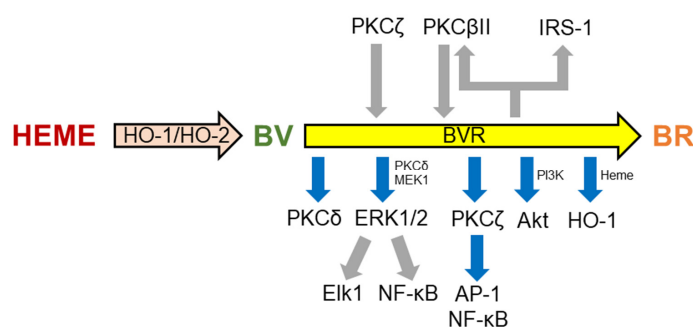 PKCζ PKCβII IRS-1
HEME HO-1/HO-2 BV BVR BR
PKCδ
MEK1 PI3K Heme
PKCδ ERK1/2 PKCζ Akt HO-1
Elk1 NF-κB AP-1
NF-κB